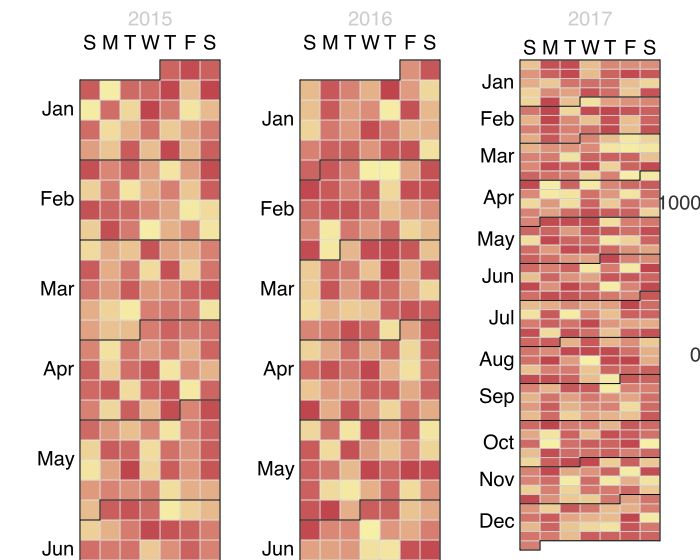 2015
S M T W T F S
Jan
Feb
Mar
Apr
May
Jun
2016
S M T W T F S
Jan
Feb
Mar
Apr
May
Jun
2017
S M T W T F S
Jan
Feb
Mar
Apr
May
Jun
Jul
Aug
Sep
Oct
Nov
Dec
1000
0